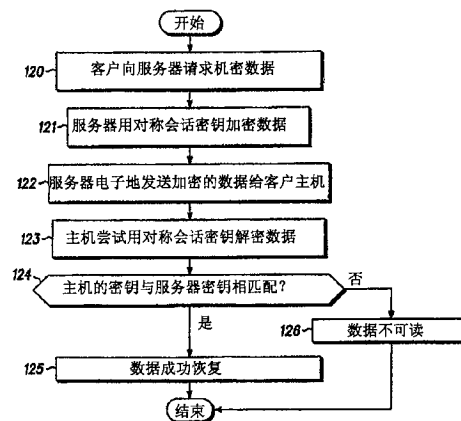 开始
120
客户向服务器请求机密数据
121
服务器用对称会话密钥加密数据
122
服务器电子地发送加密的数据给客户主机
123
主机尝试用对称会话密钥解密数据
124
主机的密钥与服务器密钥相匹配？
否
是
126
数据不可读
125
数据成功恢复
结束